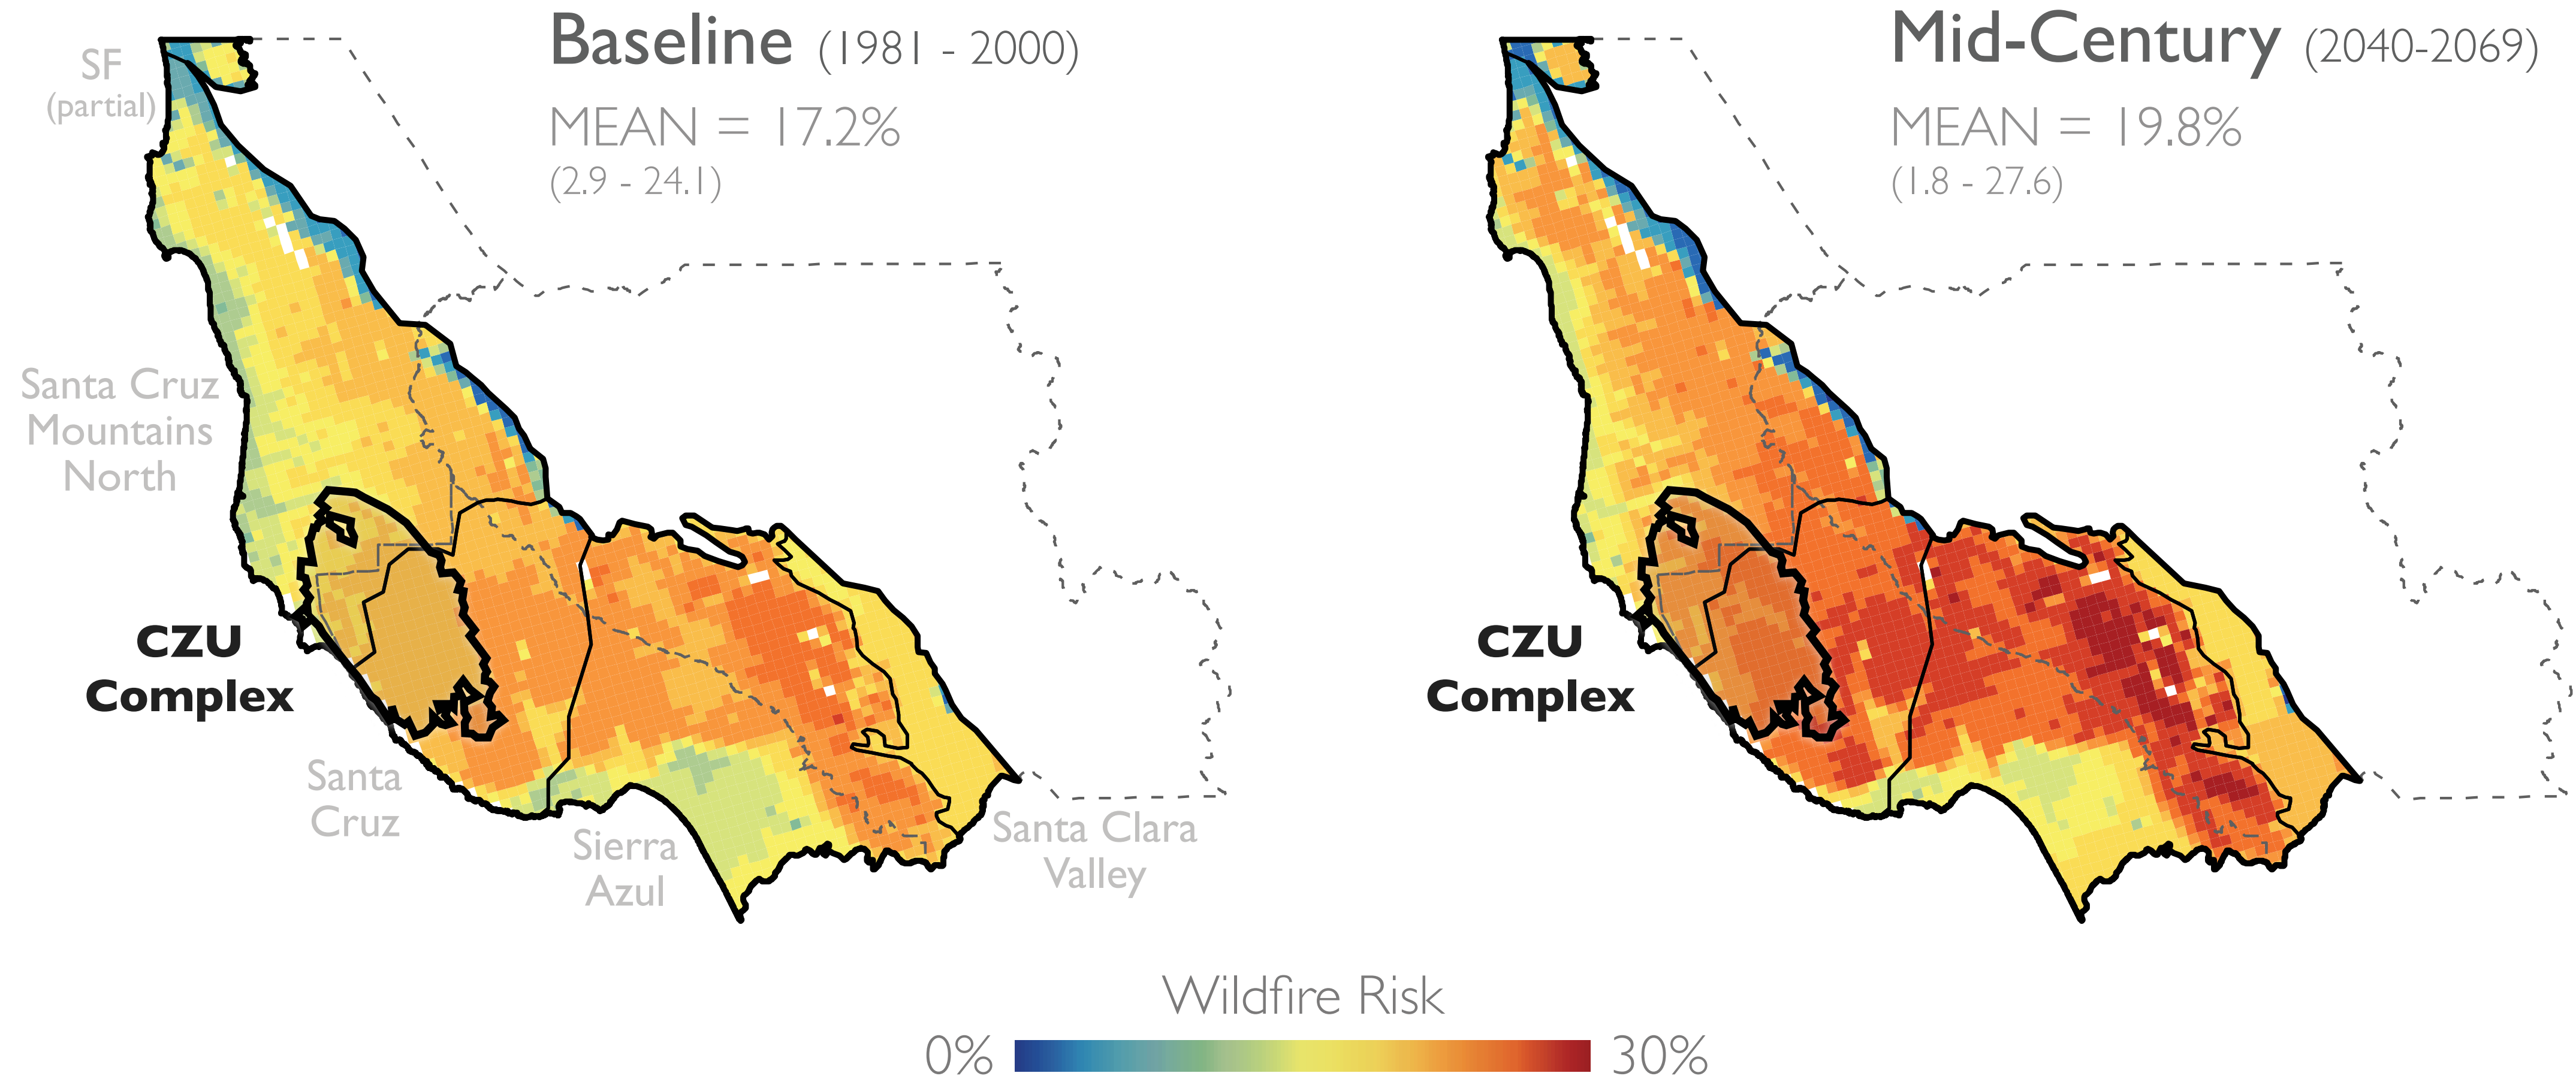 Baseline (1981 - 2000)
MEAN = 17.2%
(2.9 - 24.1)
SF
(partial)
Santa Cruz
Mountains
North
CZU
Complex
Santa
Cruz
Sierra
Azul
Santa Clara
Valley
Mid-Century (2040-2069)
MEAN = 19.8%
(1.8 - 27.6)
CZU
Complex
Wildfire Risk
0%
30%